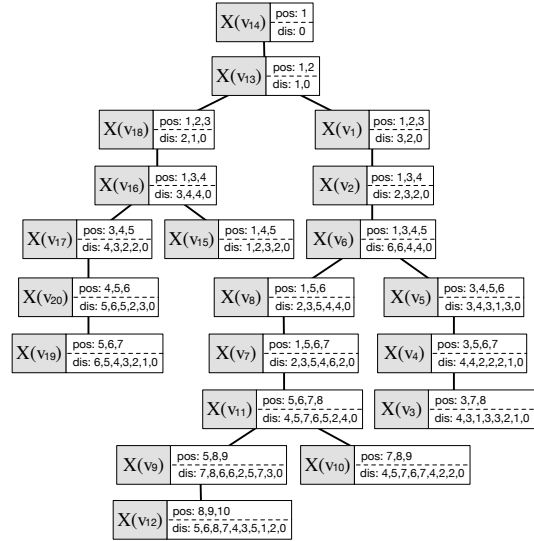 X(v14)
pos: 1
dis: 0
X(v13)
pos: 1,2
dis: 1,0
X(v18)
pos: 1,2,3
dis: 2,1,0
X(v1)
pos: 1,2,3
dis: 3,2,0
X(v16)
pos: 1,3,4
dis: 3,4,4,0
X(v2)
pos: 1,3,4
dis: 2,3,2,0
X(v17)
pos: 3,4,5
dis: 4,3,2,2,0
X(v15)
pos: 1,4,5
dis: 1,2,3,2,0
X(v6)
pos: 1,3,4,5
dis: 6,6,4,4,0
X(v20)
pos: 4,5,6
dis: 5,6,5,2,3,0
X(v8)
pos: 1,5,6
dis: 2,3,5,4,4,0
X(v5)
pos: 3,4,5,6
dis: 3,4,3,1,3,0
X(v19)
pos: 5,6,7
dis: 6,5,4,3,2,1,0
X(v7)
pos: 1,5,6,7
dis: 2,3,5,4,6,2,0
X(v4)
pos: 3,5,6,7
dis: 4,4,2,2,2,1,0
X(v11)
pos: 5,6,7,8
dis: 4,5,7,6,5,2,4,0
X(v3)
pos: 3,7,8
dis: 4,3,1,3,3,2,1,0
X(v9)
pos: 5,8,9
dis: 7,8,6,6,2,5,7,3,0
X(v10)
pos: 7,8,9
dis: 4,5,7,6,7,4,2,2,0
X(v12)
pos: 8,9,10
dis: 5,6,8,7,4,3,5,1,2,0